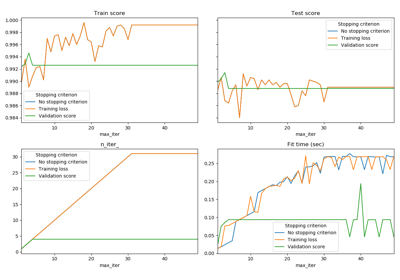 Train score
Test score
1.000
0.998
0.996
0.994
0.992
0.990
0.988
0.986
0.984
Stopping criterion
No stopping criterion
Training loss
Validation score
Stopping criterion
No stopping criterion
Training loss
Validation score
10 20 30 40
max_iter
10 20 30 40
max_iter
n_iter_
Fit time (sec)
30
25
20
15
10
5
0
Stopping criterion
No stopping criterion
Training loss
Validation score
0.25
0.20
0.15
0.10
0.05
0.00
Stopping criterion
No stopping criterion
Training loss
Validation score
10 20 30 40
max_iter
10 20 30 40
max_iter